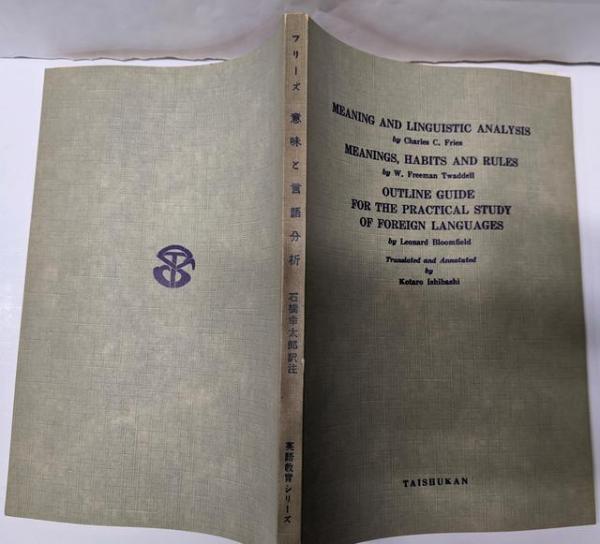 フリーズ 意味と言語分析 石橋幸太郎訳注 英語教育シリーズ
MEANING AND LINGUISTIC ANALYSIS
by Charles C. Fries
MEANINGS, HABITS AND RULES
by W. Freeman Twaddell
OUTLINE GUIDE
FOR THE PRACTICAL STUDY
OF FOREIGN LANGUAGES
by Leonard Bloomfield
Translated and Annotated
by
Kotaro Ishibashi
TAISHUKAN